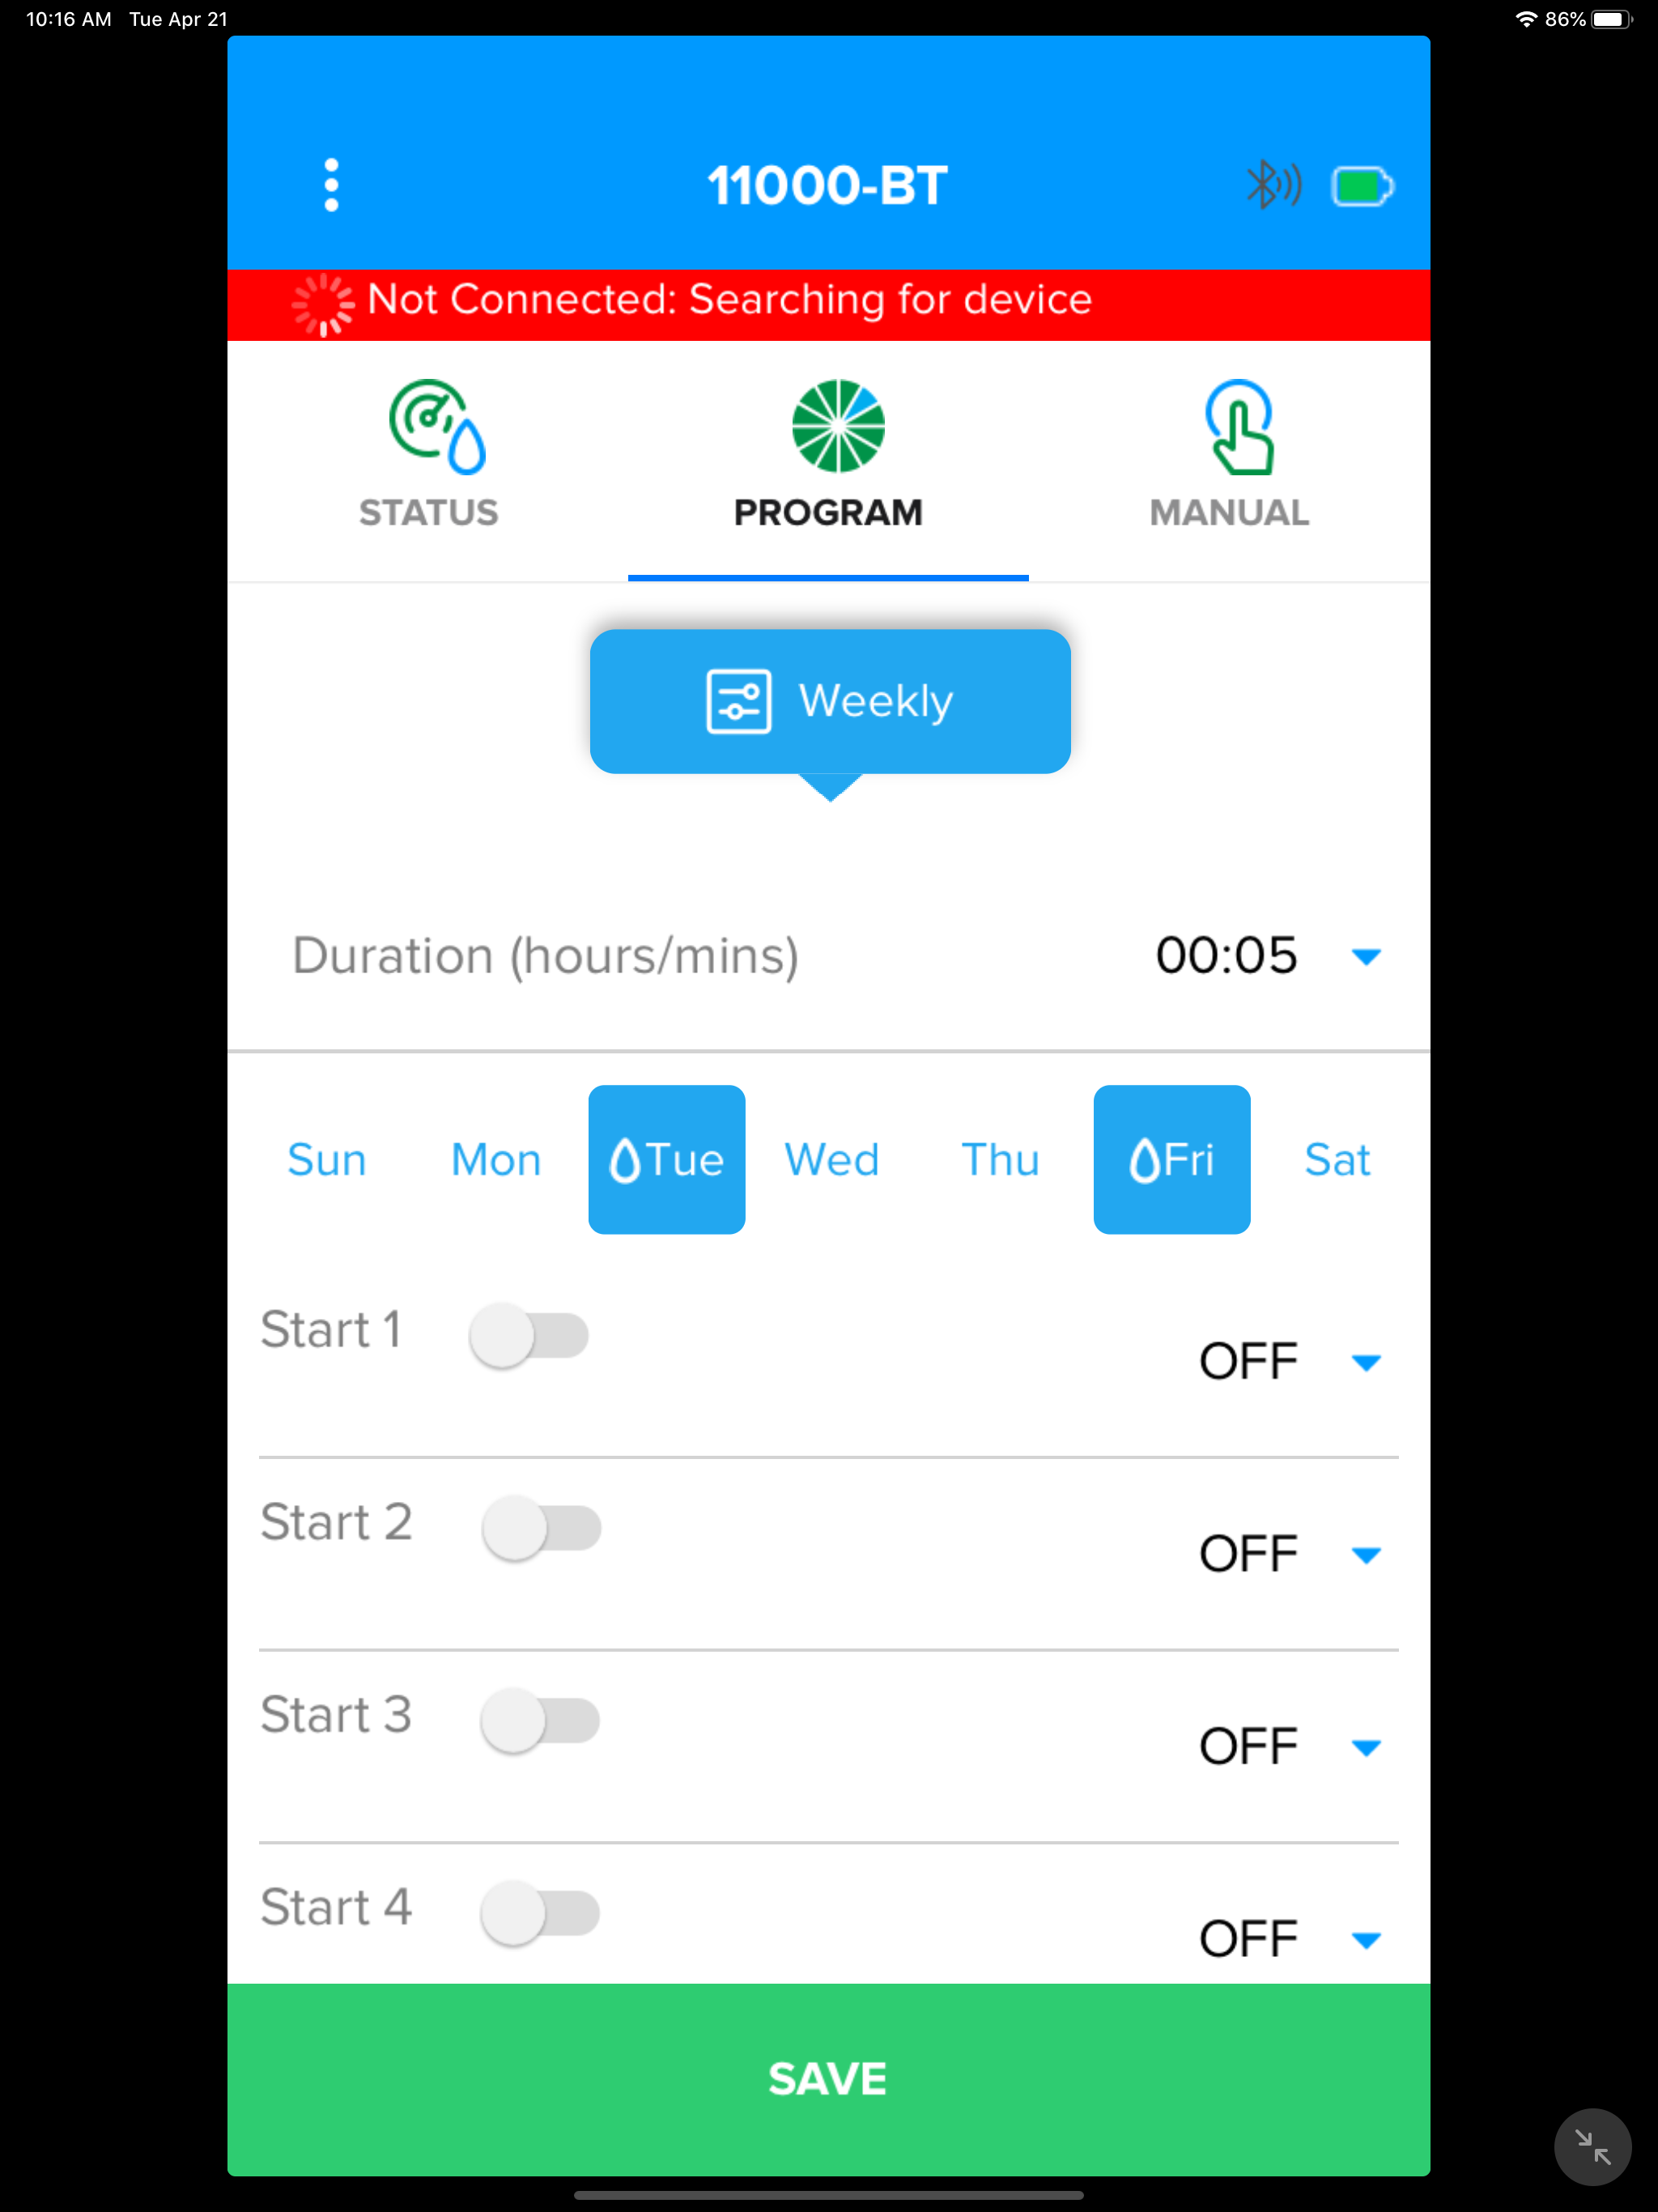 10:16 AM Tue Apr 21 86%
11000-BT
Not Connected: Searching for device
STATUS PROGRAM MANUAL
Weekly
Duration (hours/mins) 00:05
Sun Mon Tue Wed Thu Fri Sat
Start 1 OFF
Start 2 OFF
Start 3 OFF
Start 4 OFF
SAVE